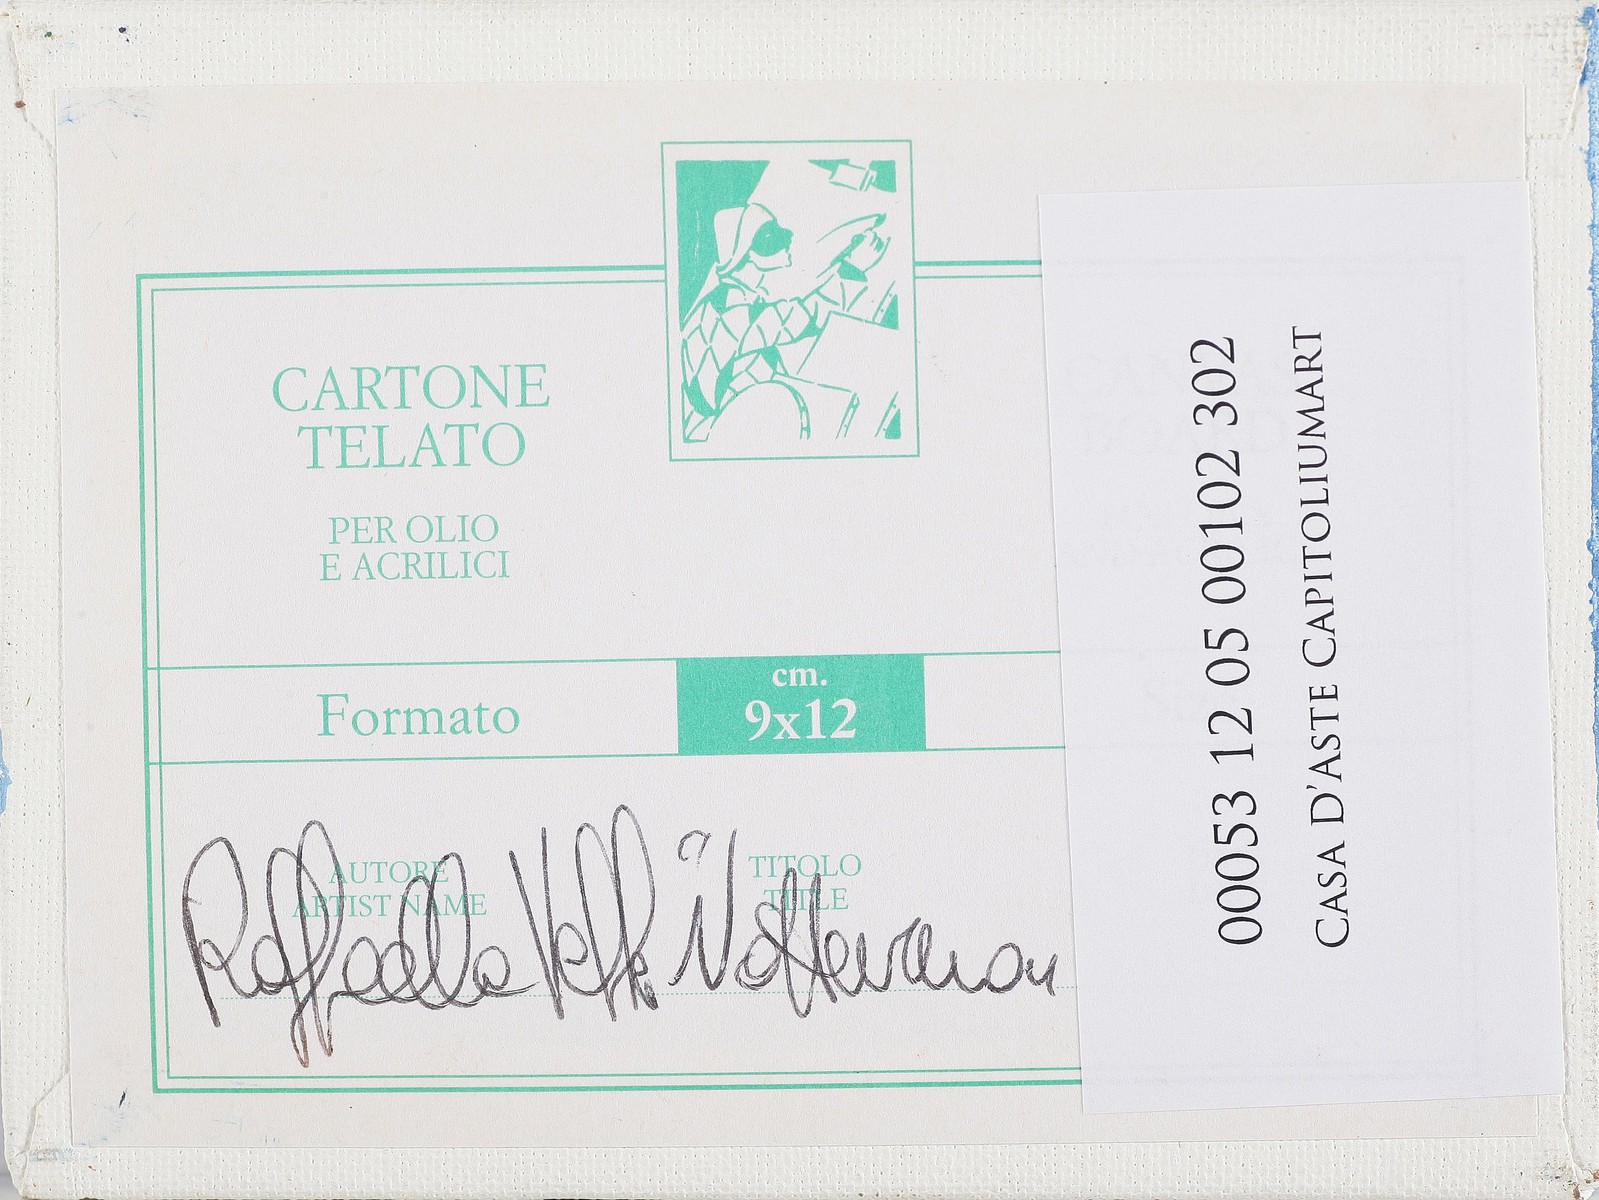 CARTONE
TELATO
PER OLIO
E ACRILICI
Formato
cm.
9x12
AUTORE
ARTIST NAME
TITOLO
TITLE
Raffaella
00053 12 05 00102 302
CASA D'ASTE CAPITOLIUMART